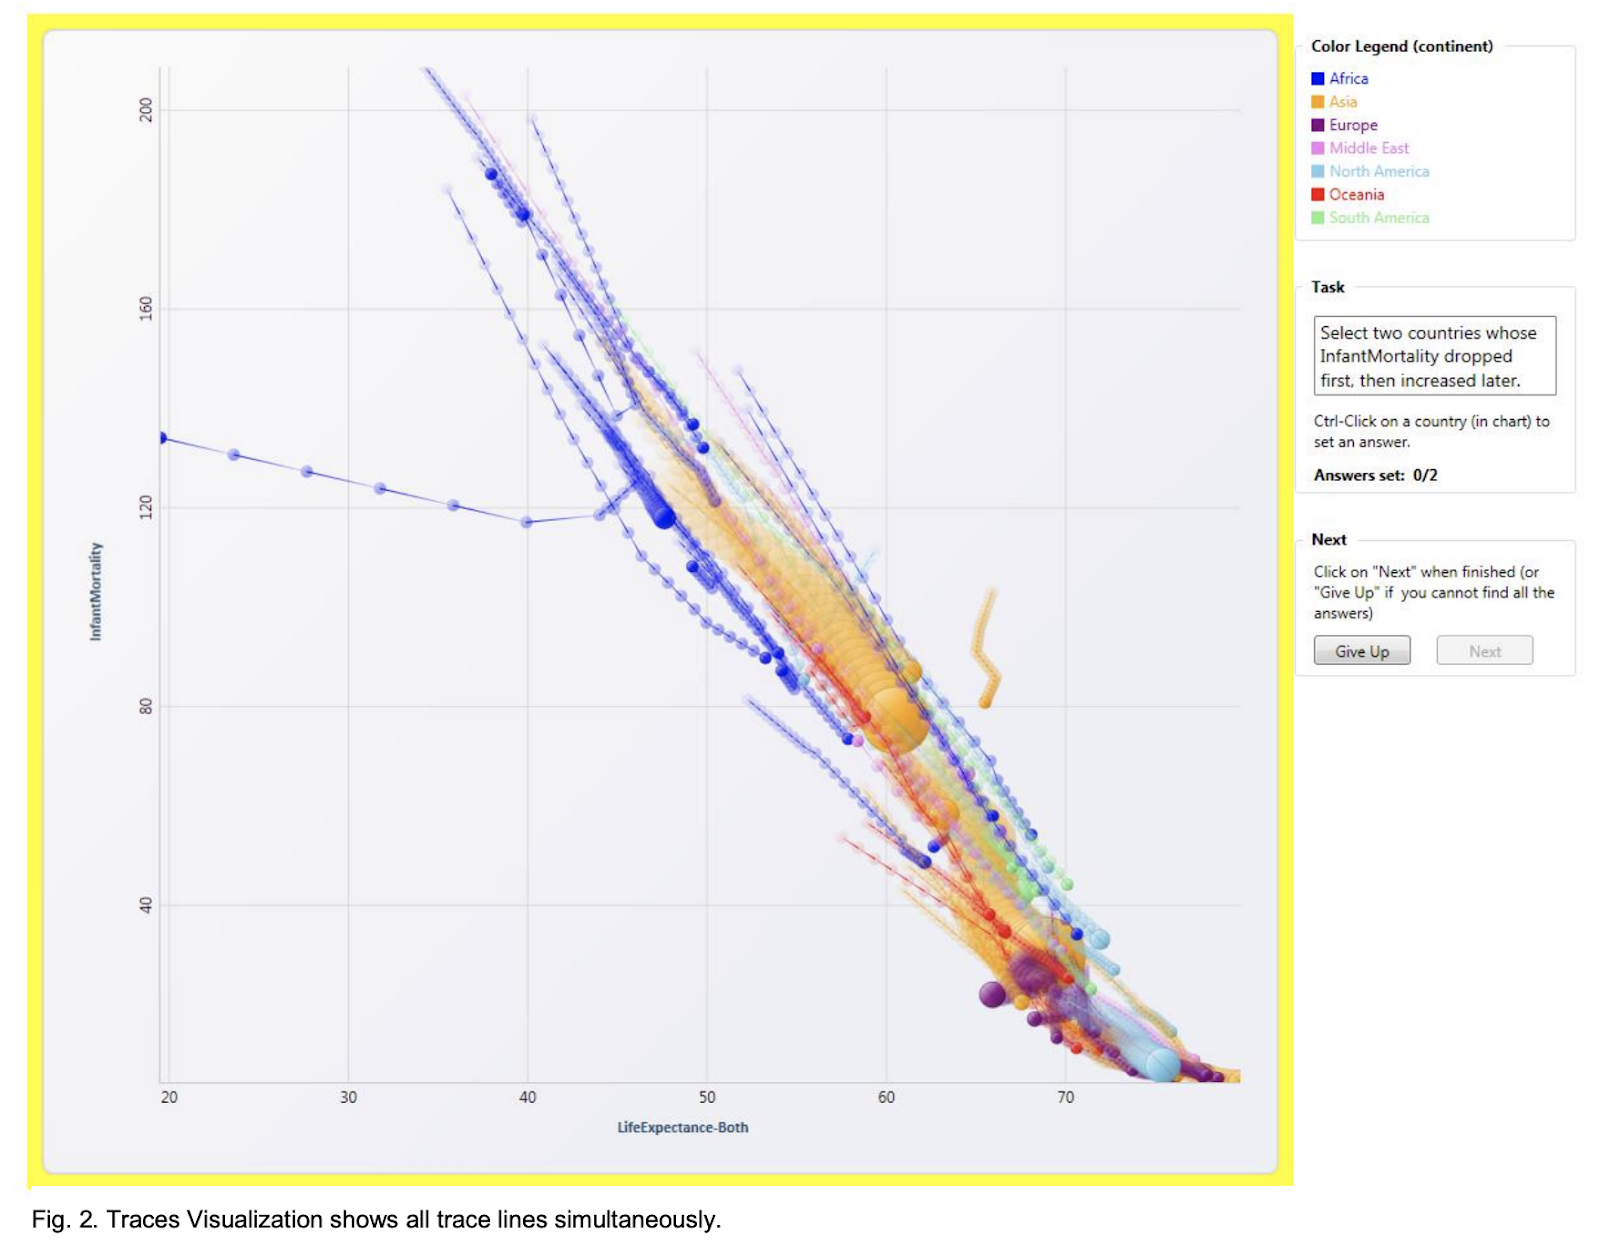 Color Legend (continent)
Africa
Asia
Europe
Middle East
North America
Oceania
South America
Task
Select two countries whose
InfantMortality dropped
first, then increased later.
Ctrl-Click on a country (in chart) to
set an answer.
Answers set: 0/2
Next
Click on "Next" when finished (or
"Give Up" if you cannot find all the
answers)
Give Up Next
200
160
120
80
40
InfantMortality
20 30 40 50 60 70
LifeExpectance-Both
Fig. 2. Traces Visualization shows all trace lines simultaneously.